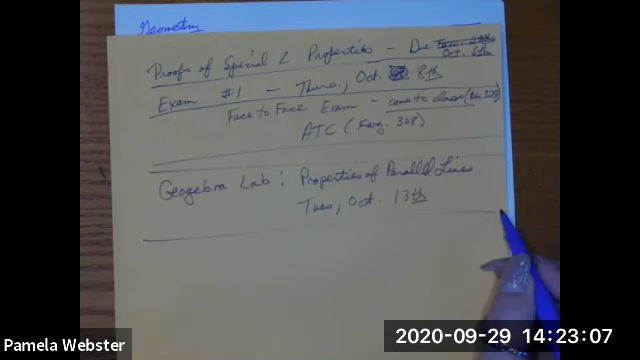 Geometry
Proofs of Special ∠ Properties - Due
Oct. 6th
Exam #1 - Thurs, Oct. 8th
Face to Face Exam - come to class
ATC (Ferg. 308)
Geogebra Lab: Properties of Parallel Lines
Tues, Oct. 13th
Pamela Webster
2020-09-29 14:23:07